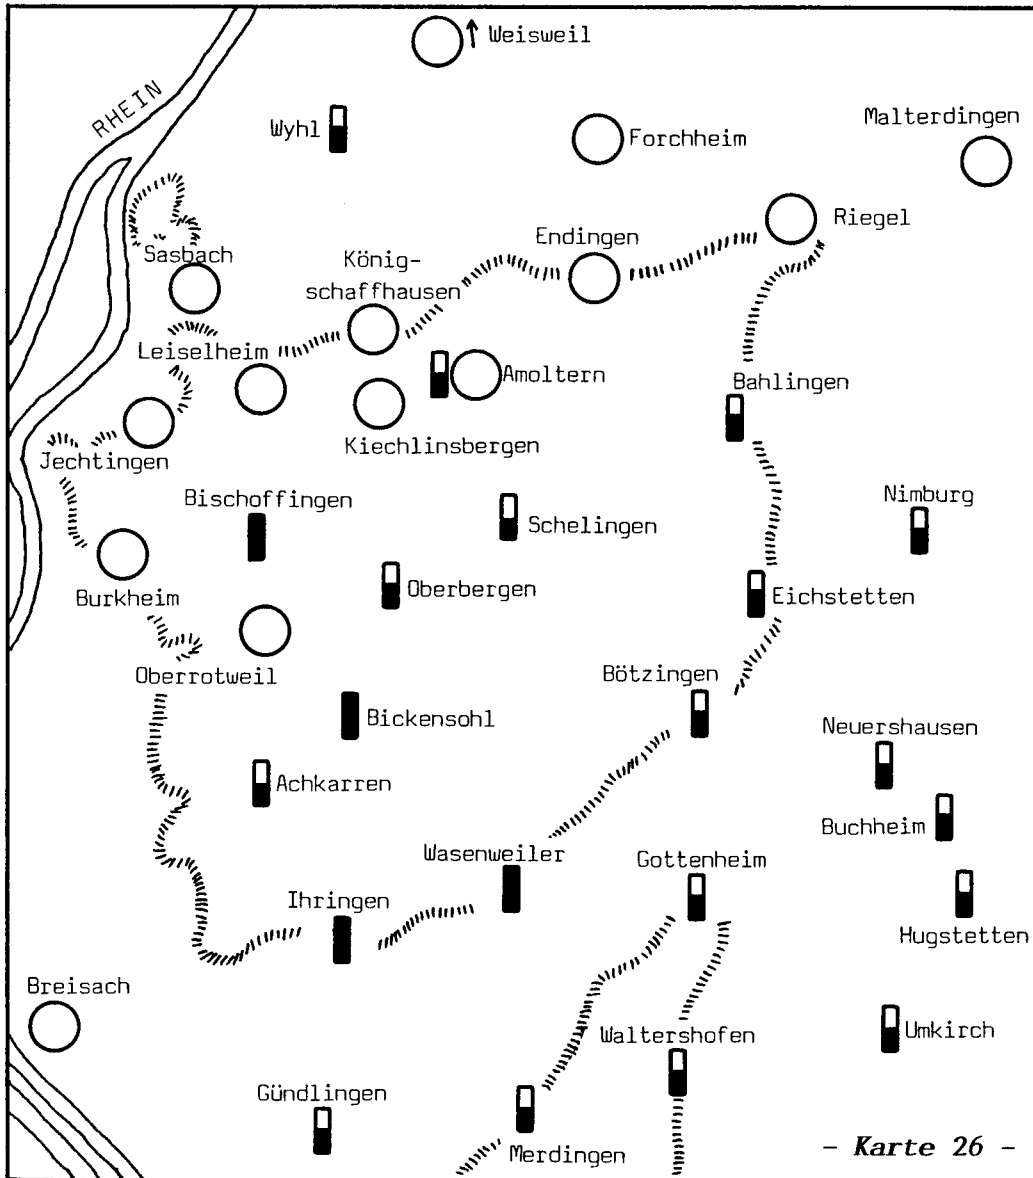 Weisweil
RHEIN
Wyhl
Forchheim
Malterdingen
Riegel
Endingen
Sasbach
König-
schaffhausen
Leiselheim
Amoltern
Bahlingen
Kiechlinsbergen
Jechtingen
Bischoffingen
Schelingen
Nimburg
Oberbergen
Eichstetten
Burkheim
Oberrotweil
Bötzingen
Bickensohl
Neuershausen
Achkarren
Buchheim
Wasenweiler
Gottenheim
Ihringen
Hugstetten
Breisach
Waltershofen
Umkirch
Gündlingen
Merdingen
- Karte 26 -